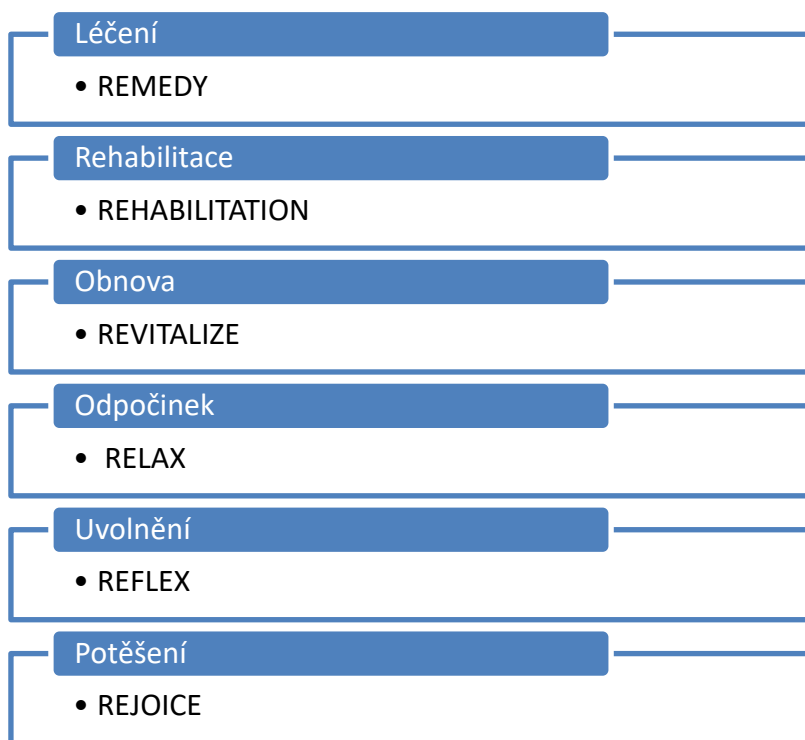 Léčení
• REMEDY
Rehabilitace
• REHABILITATION
Obnova
• REVITALIZE
Odpočinek
• RELAX
Uvolnění
• REFLEX
Potěšení
• REJOICE